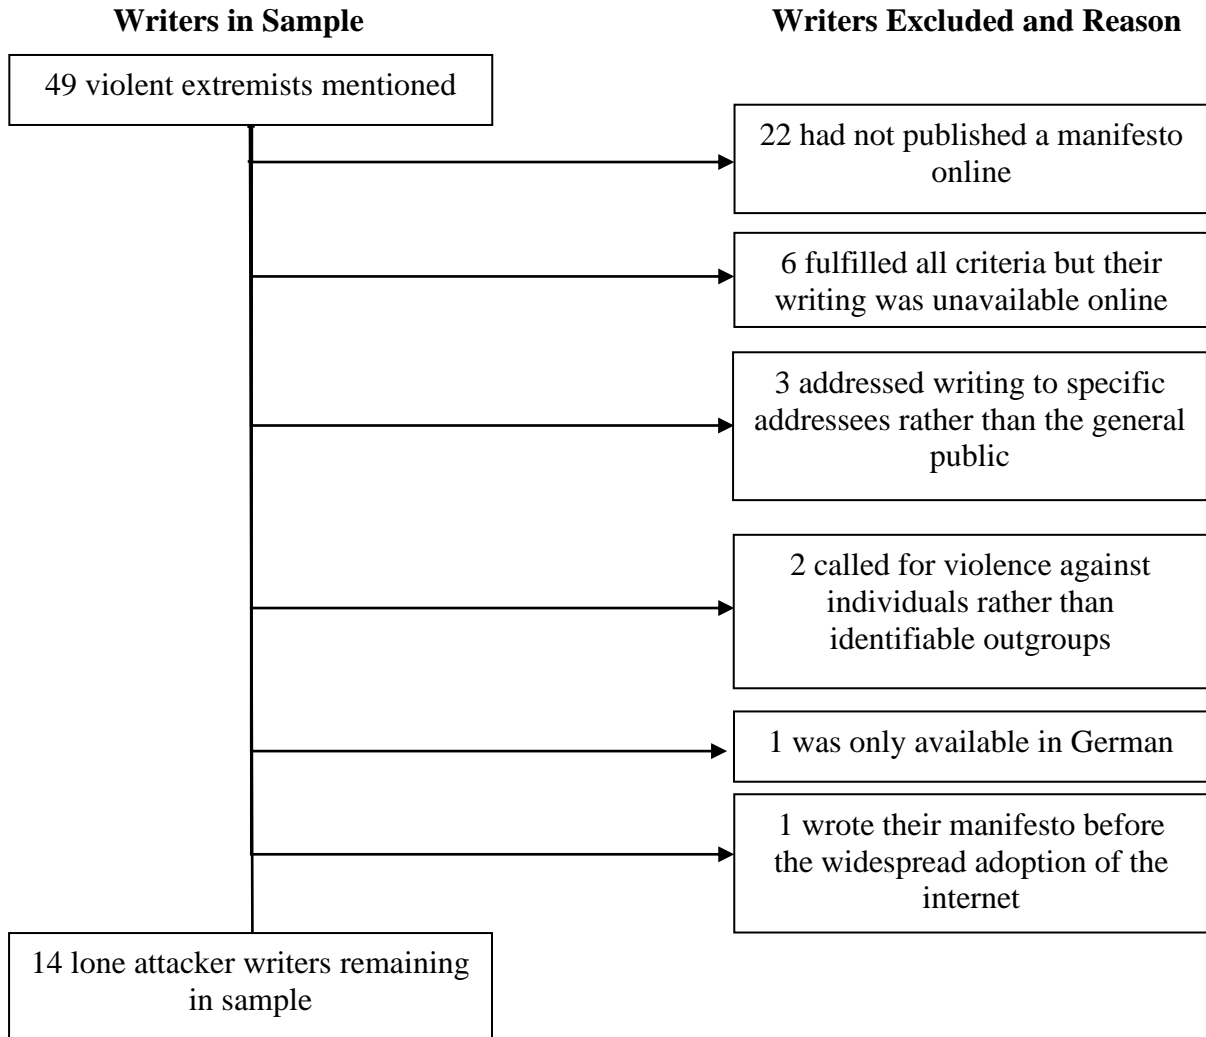 Writers in Sample
Writers Excluded and Reason
49 violent extremists mentioned
22 had not published a manifesto
online
6 fulfilled all criteria but their
writing was unavailable online
3 addressed writing to specific
addressees rather than the general
public
2 called for violence against
individuals rather than
identifiable outgroups
1 was only available in German
1 wrote their manifesto before
the widespread adoption of the
internet
14 lone attacker writers remaining
in sample